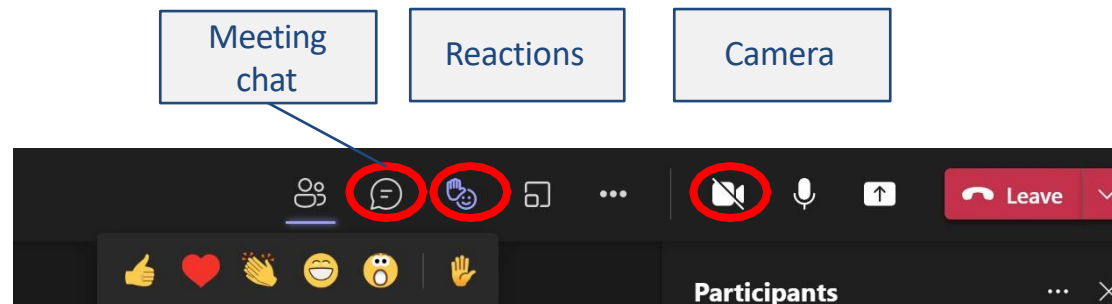 Meeting
chat
Reactions
Camera
Leave
Participants